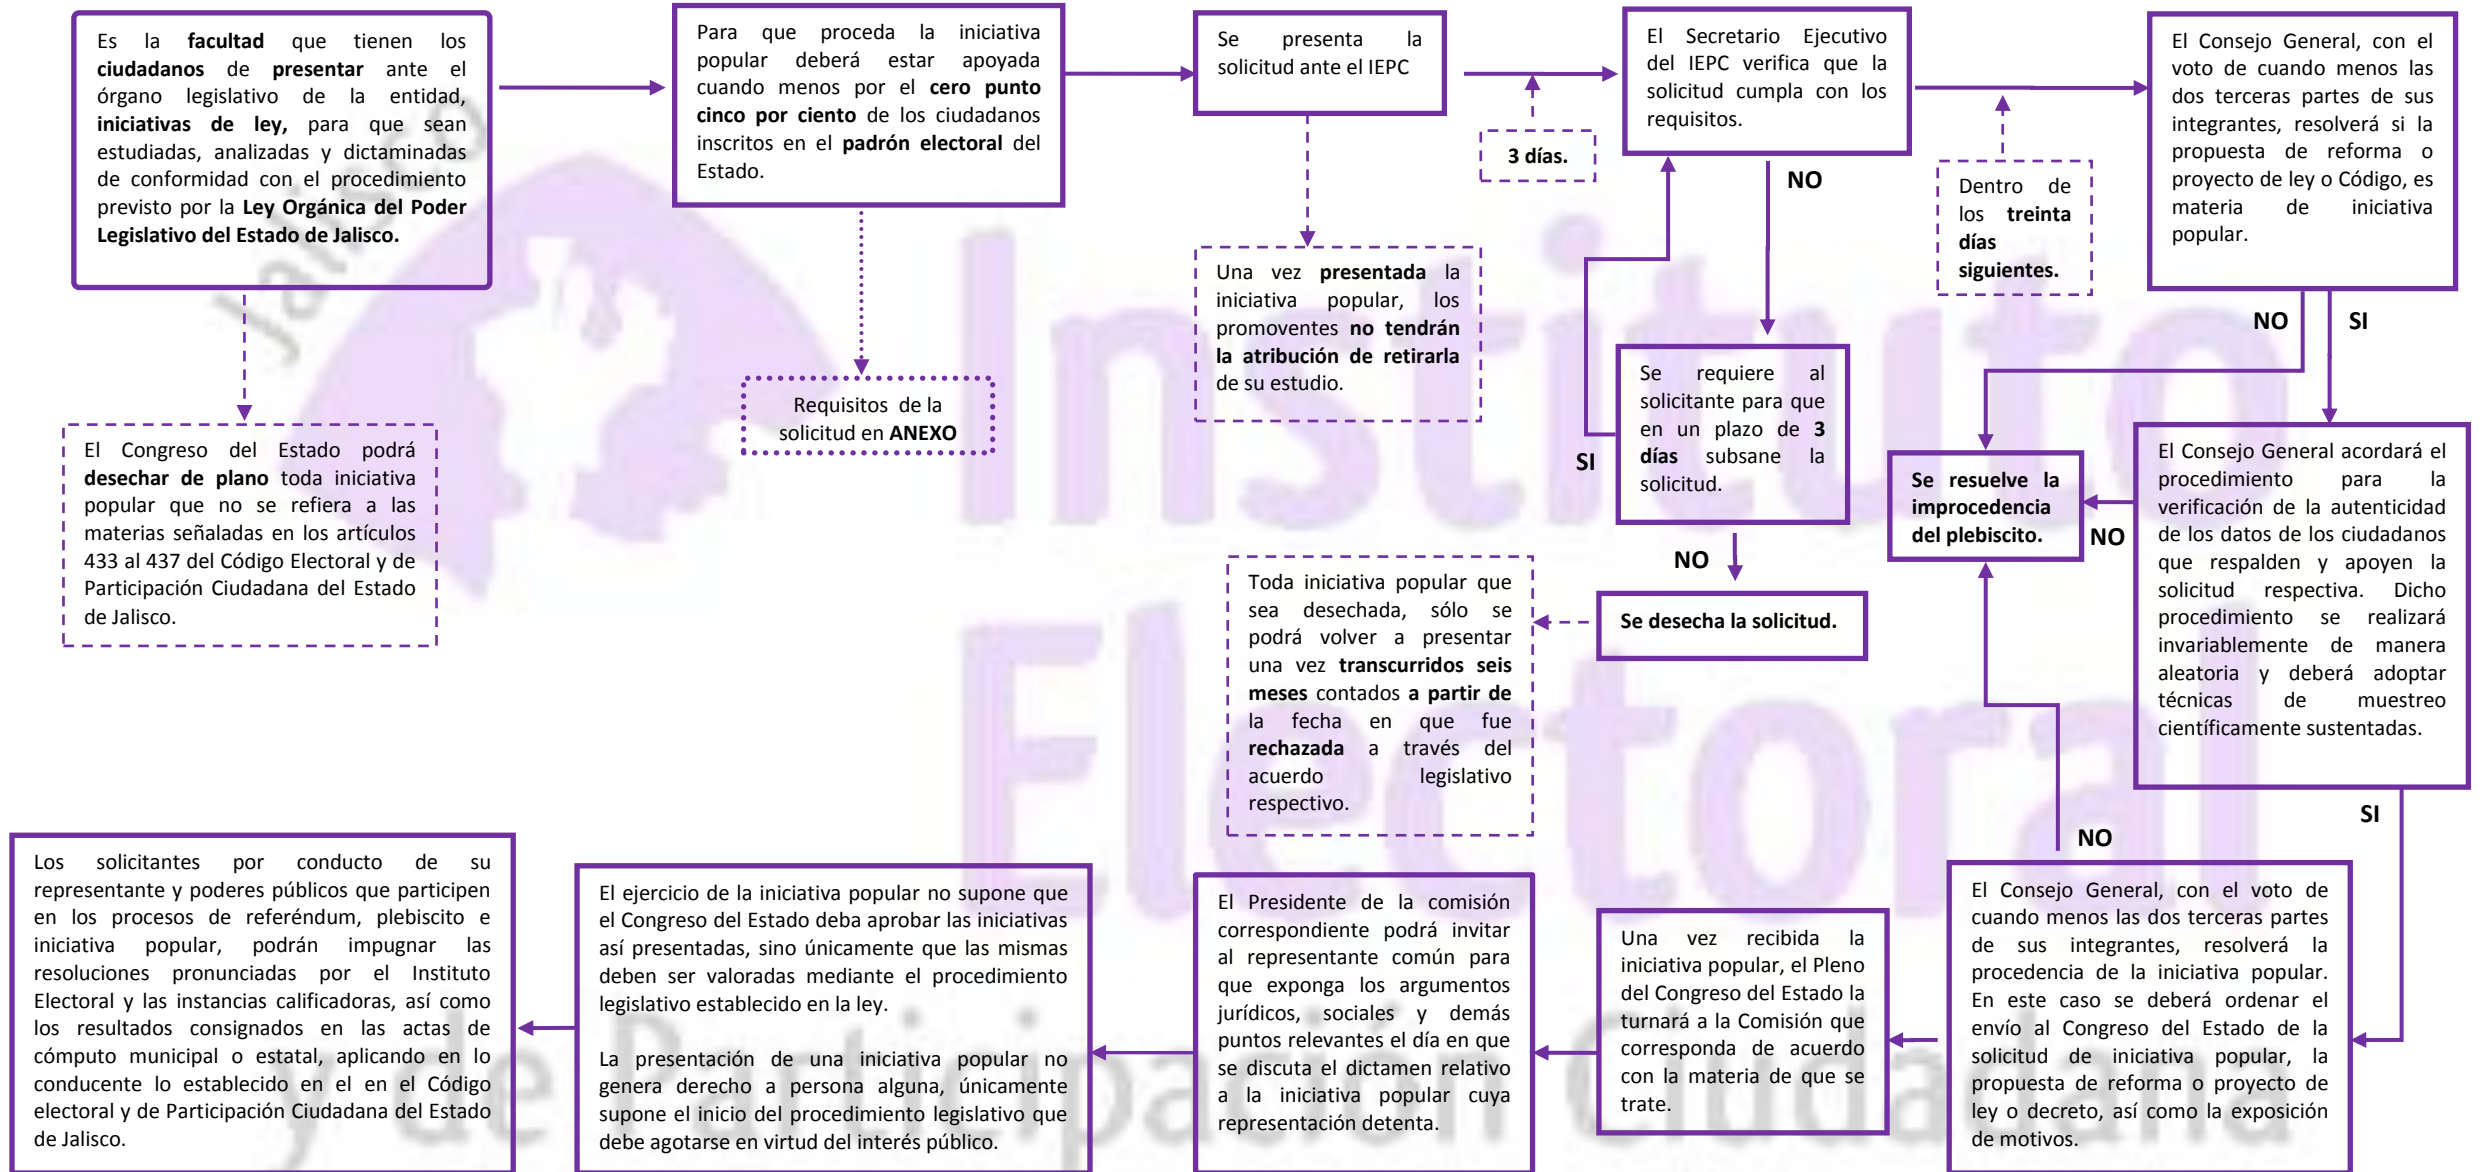 Es la facultad que tienen los
ciudadanos de presentar ante el
órgano legislativo de la entidad,
iniciativas de ley, para que sean
estudiadas, analizadas y dictaminadas
de conformidad con el procedimiento
previsto por la Ley Orgánica del Poder
Legislativo del Estado de Jalisco.
Para que proceda la iniciativa
popular deberá estar apoyada
cuando menos por el cero punto
cinco por ciento de los ciudadanos
inscritos en el padrón electoral del
Estado.
Se presenta la
solicitud ante el IEPC
3 días.
El Secretario Ejecutivo
del IEPC verifica que la
solicitud cumpla con los
requisitos.
NO
Dentro de
los treinta
días
siguientes.
El Consejo General, con el
voto de cuando menos las
dos terceras partes de sus
integrantes, resolverá si la
propuesta de reforma o
proyecto de ley o Código, es
materia de iniciativa
popular.
NO
SI
El Congreso del Estado podrá
desechar de plano toda iniciativa
popular que no se refiera a las
materias señaladas en los artículos
433 al 437 del Código Electoral y de
Participación Ciudadana del Estado
de Jalisco.
Requisitos de la
solicitud en ANEXO
Una vez presentada la
iniciativa popular, los
promoventes no tendrán
la atribución de retirarla
de su estudio.
Se requiere al
solicitante para que
en un plazo de 3
días subsane la
solicitud.
SI
NO
Se resuelve la
improcedencia
del plebiscito.
NO
El Consejo General acordará el
procedimiento para la
verificación de la autenticidad
de los datos de los ciudadanos
que respalden y apoyen la
solicitud respectiva. Dicho
procedimiento se realizará
invariablemente de manera
aleatoria y deberá adoptar
técnicas de muestreo
científicamente sustentadas.
SI
Toda iniciativa popular que
sea desechada, sólo se
podrá volver a presentar
una vez transcurridos seis
meses contados a partir de
la fecha en que fue
rechazada a través del
acuerdo legislativo
respectivo.
Se desecha la solicitud.
NO
Los solicitantes por conducto de su
representante y poderes públicos que participen
en los procesos de referéndum, plebiscito e
iniciativa popular, podrán impugnar las
resoluciones pronunciadas por el Instituto
Electoral y las instancias calificadoras, así como
los resultados consignados en las actas de
cómputo municipal o estatal, aplicando en lo
conducente lo establecido en el en el Código
electoral y de Participación Ciudadana del Estado
de Jalisco.
El ejercicio de la iniciativa popular no supone que
el Congreso del Estado deba aprobar las iniciativas
así presentadas, sino únicamente que las mismas
deben ser valoradas mediante el procedimiento
legislativo establecido en la ley.
La presentación de una iniciativa popular no
genera derecho a persona alguna, únicamente
supone el inicio del procedimiento legislativo que
debe agotarse en virtud del interés público.
El Presidente de la comisión
correspondiente podrá invitar
al representante común para
que exponga los argumentos
jurídicos, sociales y demás
puntos relevantes el día en que
se discuta el dictamen relativo
a la iniciativa popular cuya
representación detenta.
Una vez recibida la
iniciativa popular, el Pleno
del Congreso del Estado la
turnará a la Comisión que
corresponda de acuerdo
con la materia de que se
trate.
El Consejo General, con el voto de
cuando menos las dos terceras partes
de sus integrantes, resolverá la
procedencia de la iniciativa popular.
En este caso se deberá ordenar el
envío al Congreso del Estado de la
solicitud de iniciativa popular, la
propuesta de reforma o proyecto de
ley o decreto, así como la exposición
de motivos.
Jalisco
Instituto
Electoral
y de Participación Ciudadana